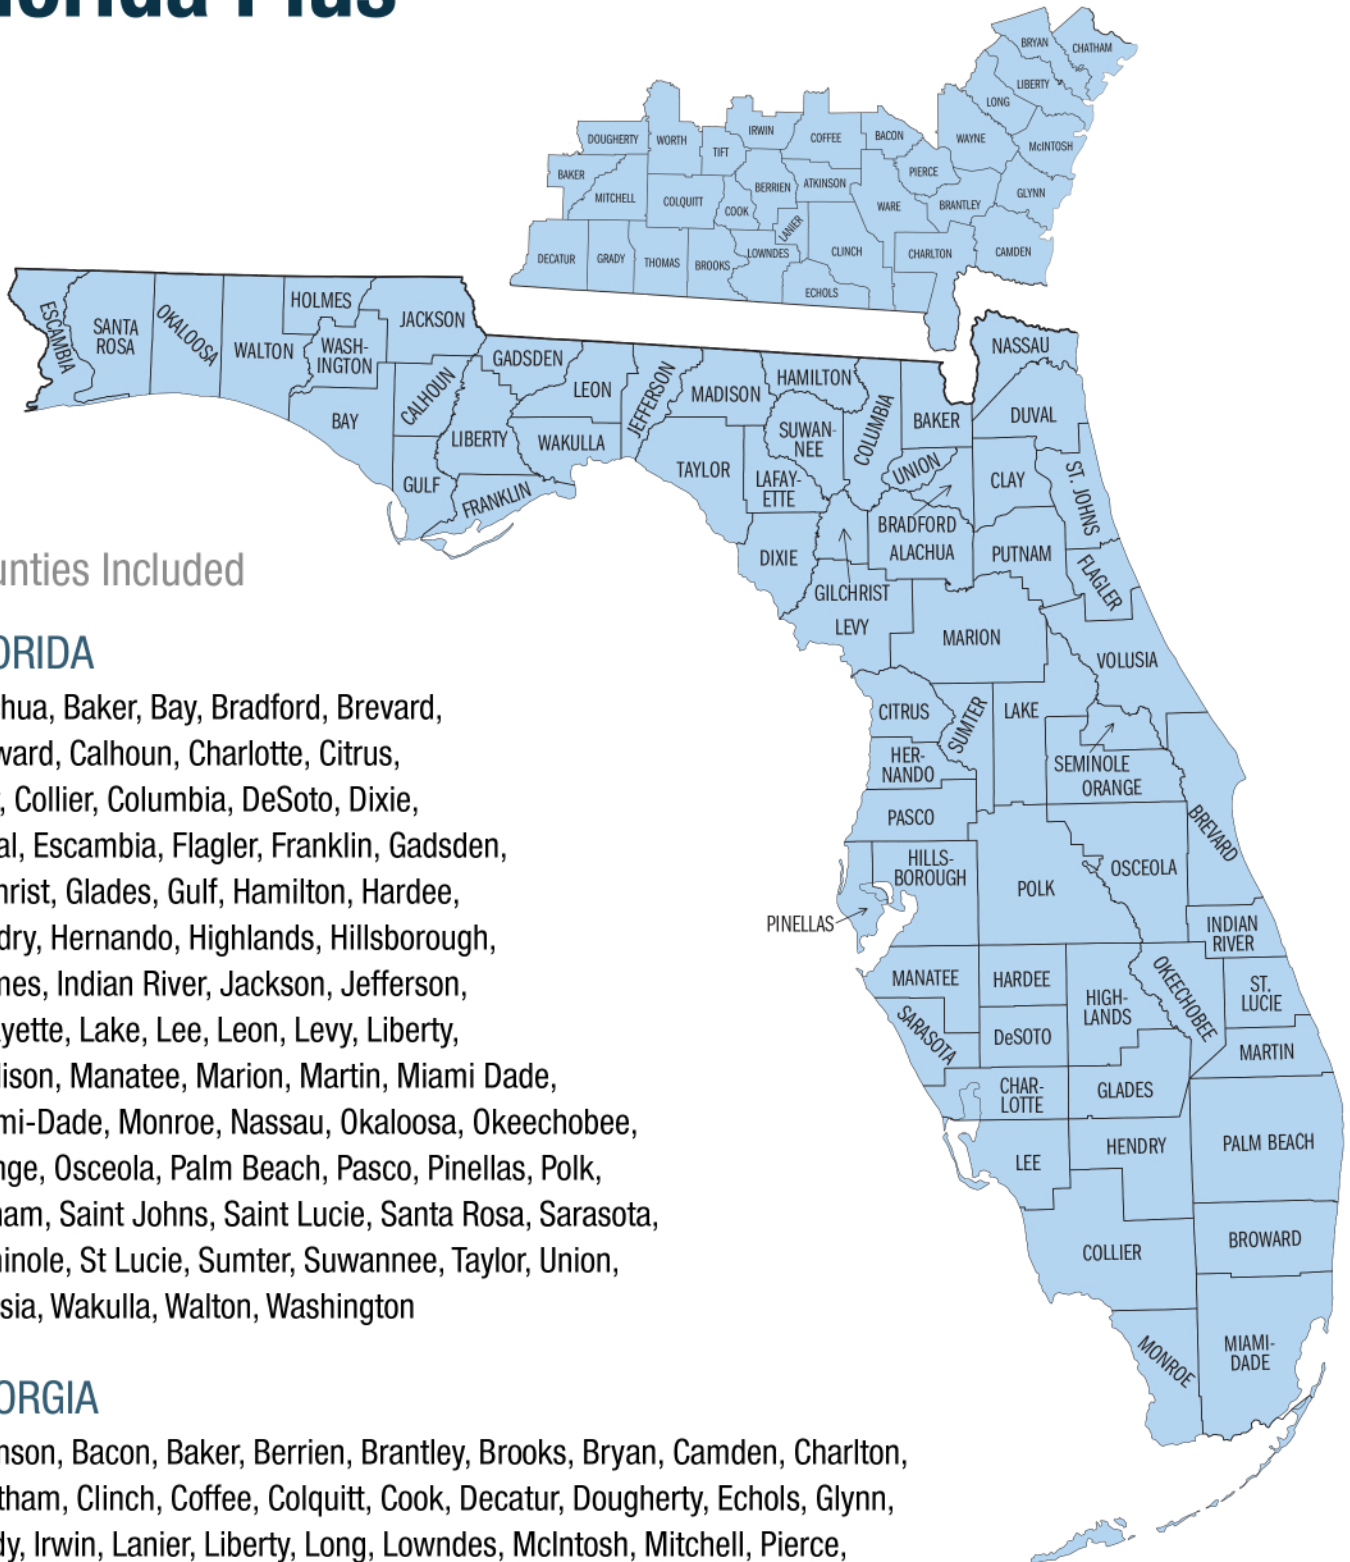 orida Plus
BRYAN
CHATHAM
LIBERTY
LONG
DOUGHERTY
WORTH
TIFT
IRWIN
COFFEE
BACON
WAYNE
McINTOSH
BAKER
MITCHELL
COLQUITT
COOK
BERRIEN
ATKINSON
PIERCE
WARE
BRANTLEY
GLYNN
LANIER
DECATUR
GRADY
THOMAS
BROOKS
LOWNDES
CLINCH
CHARLTON
CAMDEN
ECHOLS
ESCAMBIA
SANTA
ROSA
OKALOOSA
WALTON
HOLMES
WASH-
INGTON
JACKSON
BAY
CALHOUN
GULF
LIBERTY
GADSDEN
FRANKLIN
LEON
WAKULLA
JEFFERSON
MADISON
TAYLOR
HAMILTON
SUWAN-
NEE
LAFAY-
ETTE
DIXIE
COLUMBIA
BAKER
NASSAU
DUVAL
UNION
BRADFORD
ALACHUA
CLAY
ST. JOHNS
PUTNAM
FLAGLER
GILCHRIST
LEVY
MARION
VOLUSIA
CITRUS
SUMTER
LAKE
HER-
NANDO
SEMINOLE
ORANGE
PASCO
BREVARD
HILLS-
BOROUGH
POLK
OSCEOLA
PINELLAS
INDIAN
RIVER
MANATEE
HARDEE
HIGH-
LANDS
OKEECHOBEE
ST.
LUCIE
SARASOTA
DeSOTO
MARTIN
CHAR-
LOTTE
GLADES
LEE
HENDRY
PALM BEACH
COLLIER
BROWARD
MONROE
MIAMI-
DADE
unties Included
ORIDA
hua, Baker, Bay, Bradford, Brevard,
ward, Calhoun, Charlotte, Citrus,
, Collier, Columbia, DeSoto, Dixie,
al, Escambia, Flagler, Franklin, Gadsden,
hrist, Glades, Gulf, Hamilton, Hardee,
dry, Hernando, Highlands, Hillsborough,
nes, Indian River, Jackson, Jefferson,
yette, Lake, Lee, Leon, Levy, Liberty,
lison, Manatee, Marion, Martin, Miami Dade,
mi-Dade, Monroe, Nassau, Okaloosa, Okeechobee,
nge, Osceola, Palm Beach, Pasco, Pinellas, Polk,
nam, Saint Johns, Saint Lucie, Santa Rosa, Sarasota,
inole, St Lucie, Sumter, Suwannee, Taylor, Union,
sia, Wakulla, Walton, Washington
ORGIA
nson, Bacon, Baker, Berrien, Brantley, Brooks, Bryan, Camden, Charlton,
tham, Clinch, Coffee, Colquitt, Cook, Decatur, Dougherty, Echols, Glynn,
dy, Irwin, Lanier, Liberty, Long, Lowndes, McIntosh, Mitchell, Pierce,